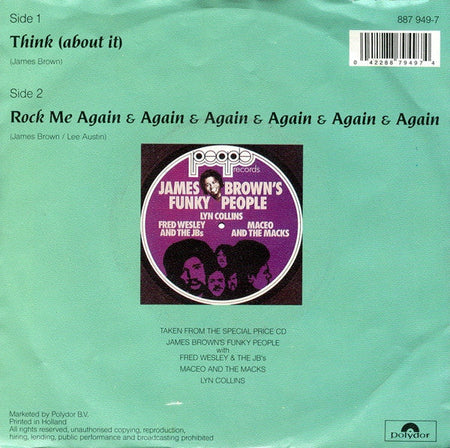 Side 1
887 949-7
Think (about it)
(James Brown)
0 42288 79497 4
Side 2
Rock Me Again & Again & Again & Again & Again & Again
(James Brown / Lee Austin)
people
records
JAMES BROWN'S
FUNKY PEOPLE
LYN COLLINS
FRED WESLEY
AND THE JBs
MACEO
AND THE MACKS
TAKEN FROM THE SPECIAL PRICE CD
JAMES BROWN'S FUNKY PEOPLE
with
FRED WESLEY & THE JB's
MACEO AND THE MACKS
LYN COLLINS
Marketed by Polydor B.V.
Printed in Holland
All rights reserved, unauthorised copying, reproduction,
hiring, lending, public performance and broadcasting prohibited
polydor